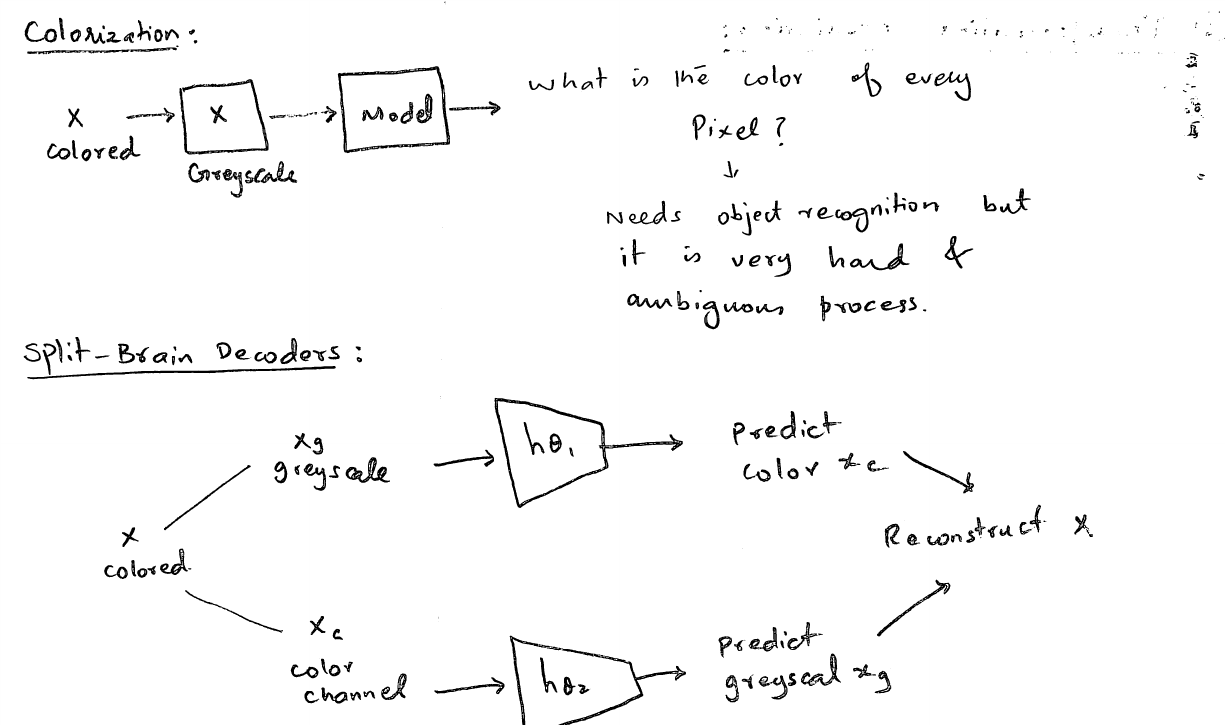 Colorization:
X colored
X
Greyscale
Model
What is the color of every
Pixel?
Needs object recognition but
it is very hard &
ambiguous process.
Split-Brain Decoders:
X
colored
xg
greyscale
hθ₁
Predict
color xc
Reconstruct X
Xc
color
channel
hθ₂
Predict
greyscal xg